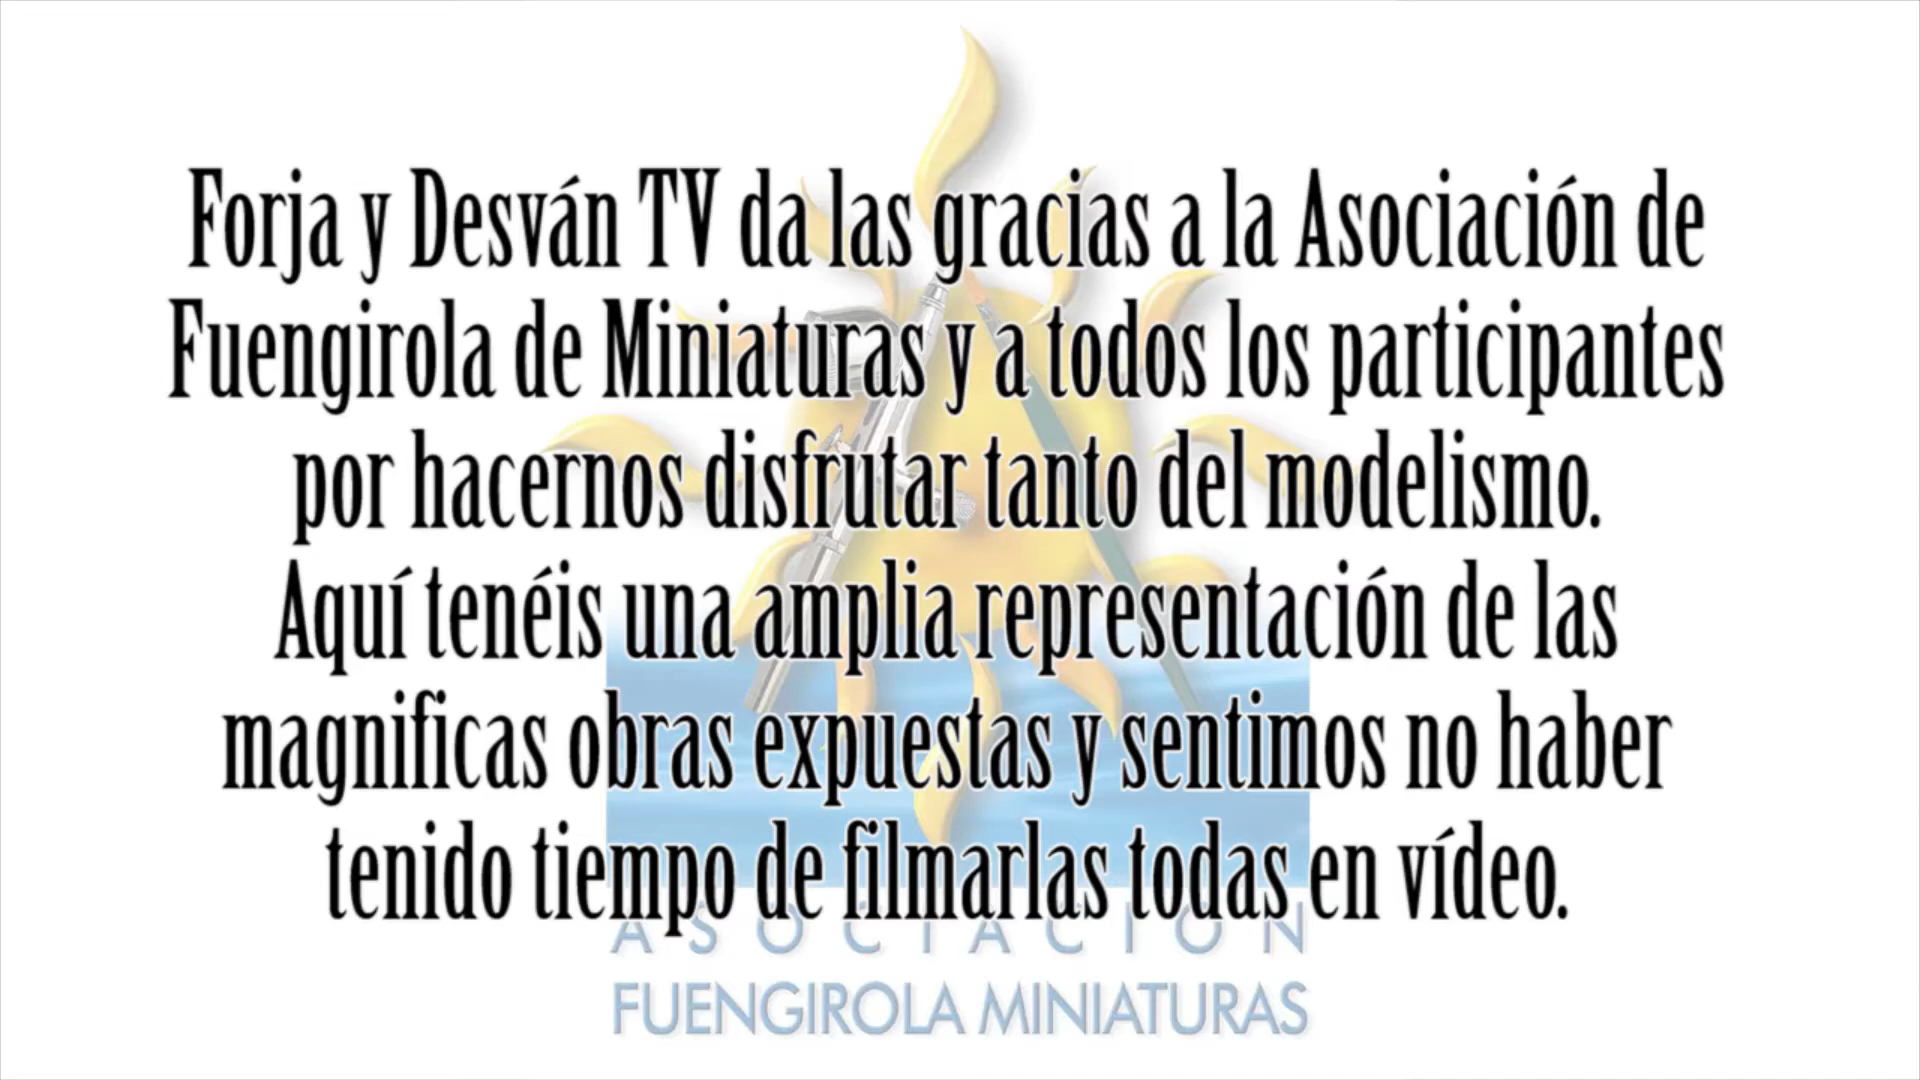 Forja y Desván TV da las gracias a la Asociación de
Fuengirola de Miniaturas y a todos los participantes
por hacernos disfrutar tanto del modelismo.
Aquí tenéis una amplia representación de las
magnificas obras expuestas y sentimos no haber
tenido tiempo de filmarlas todas en vídeo.
ASOCIACION
FUENGIROLA MINIATURAS